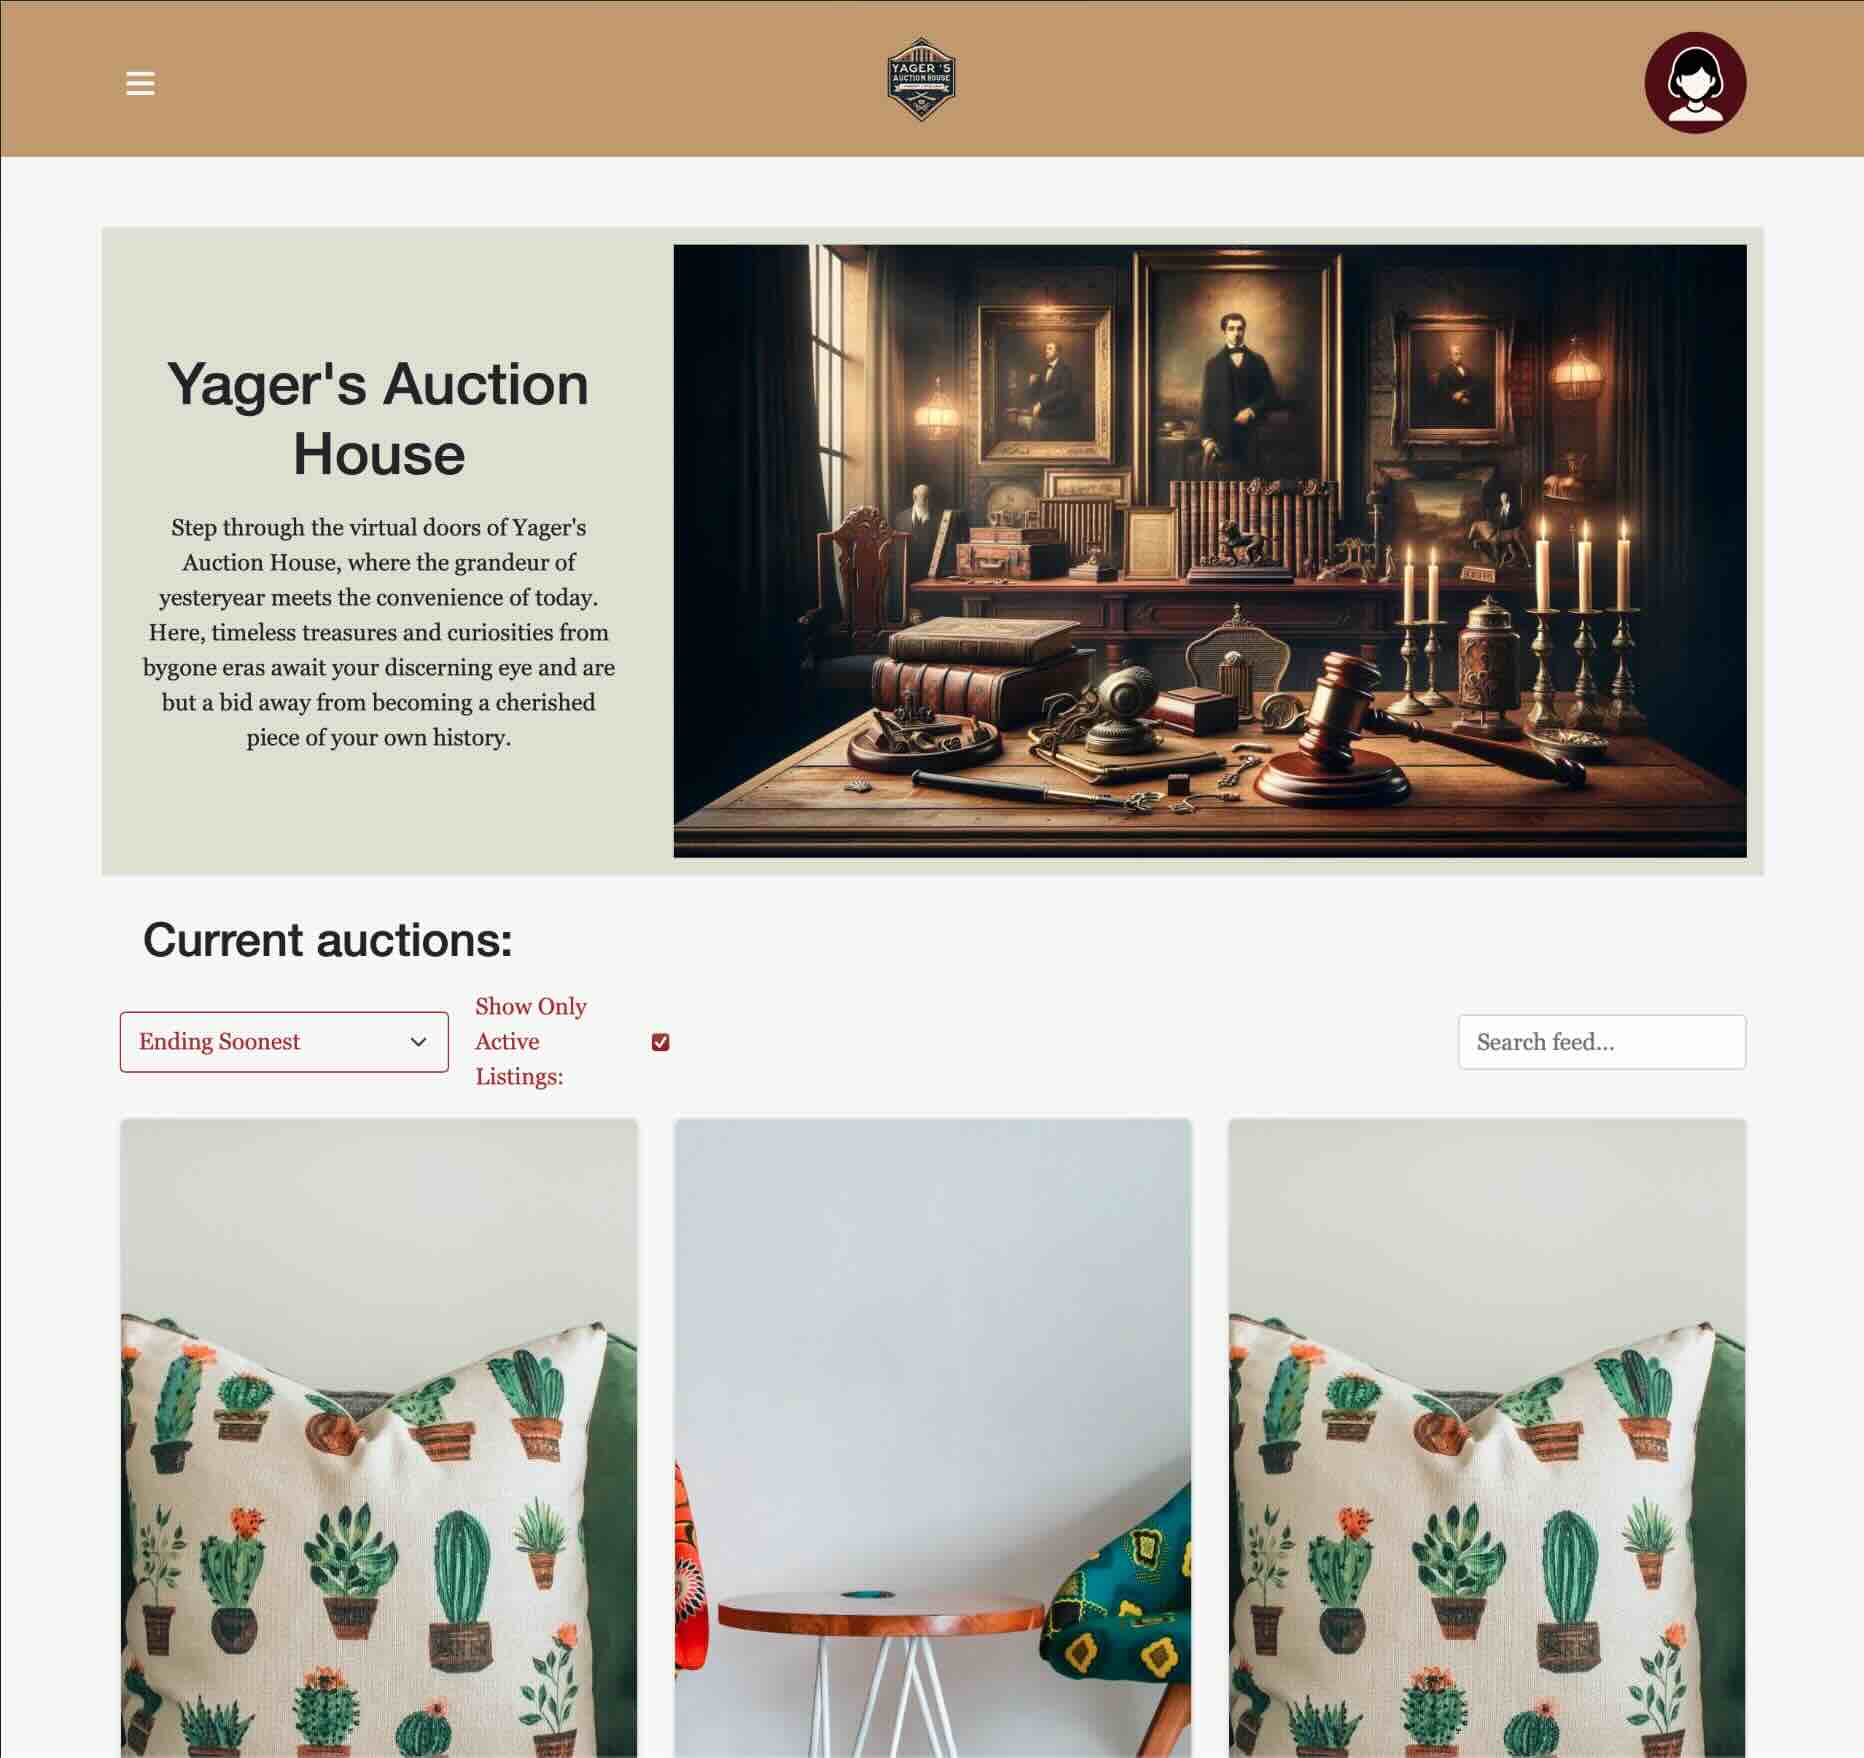 YAGER'S
AUCTION HOUSE
Yager's Auction
House
Step through the virtual doors of Yager's
Auction House, where the grandeur of
yesteryear meets the convenience of today.
Here, timeless treasures and curiosities from
bygone eras await your discerning eye and are
but a bid away from becoming a cherished
piece of your own history.
Current auctions:
Ending Soonest
Show Only
Active
Listings:
Search feed...